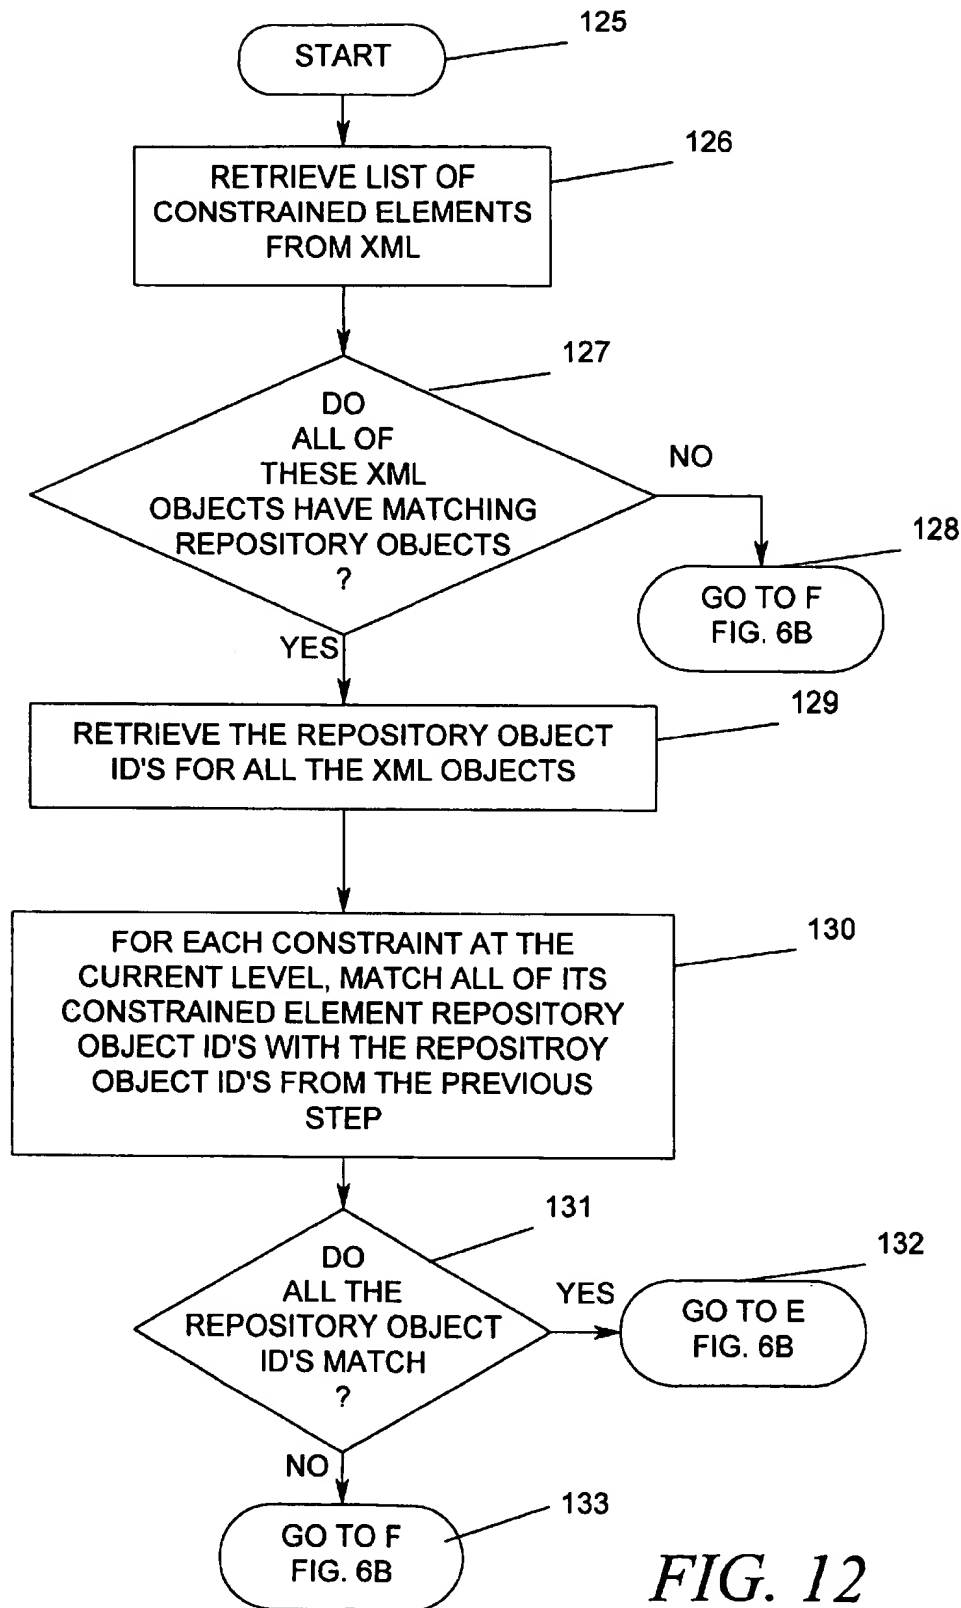 125
START
126
RETRIEVE LIST OF
CONSTRAINED ELEMENTS
FROM XML
127
DO
ALL OF
THESE XML
OBJECTS HAVE MATCHING
REPOSITORY OBJECTS
?
NO
128
GO TO F
FIG. 6B
YES
129
RETRIEVE THE REPOSITORY OBJECT
ID'S FOR ALL THE XML OBJECTS
130
FOR EACH CONSTRAINT AT THE
CURRENT LEVEL, MATCH ALL OF ITS
CONSTRAINED ELEMENT REPOSITORY
OBJECT ID'S WITH THE REPOSITROY
OBJECT ID'S FROM THE PREVIOUS
STEP
131
DO
ALL THE
REPOSITORY OBJECT
ID'S MATCH
?
YES
132
GO TO E
FIG. 6B
NO
133
GO TO F
FIG. 6B
FIG. 12